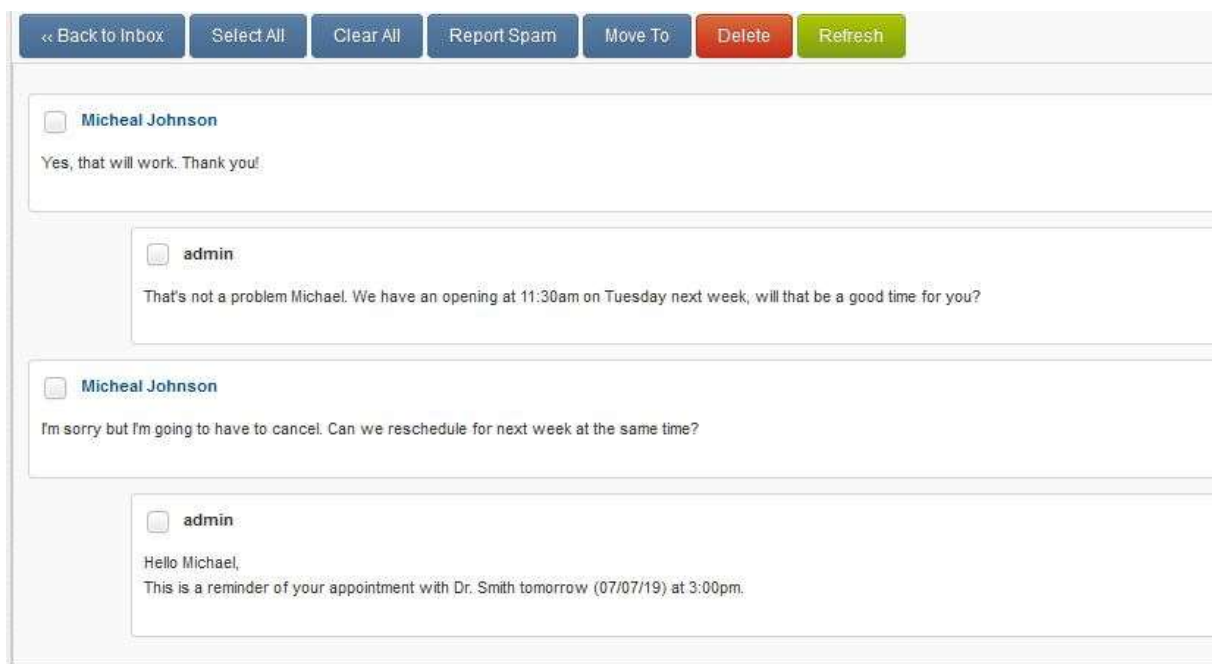 ‹‹ Back to Inbox Select All Clear All Report Spam Move To Delete Refresh
Micheal Johnson
Yes, that will work. Thank you!
admin
That's not a problem Michael. We have an opening at 11:30am on Tuesday next week, will that be a good time for you?
Micheal Johnson
I'm sorry but I'm going to have to cancel. Can we reschedule for next week at the same time?
admin
Hello Michael,
This is a reminder of your appointment with Dr. Smith tomorrow (07/07/19) at 3:00pm.